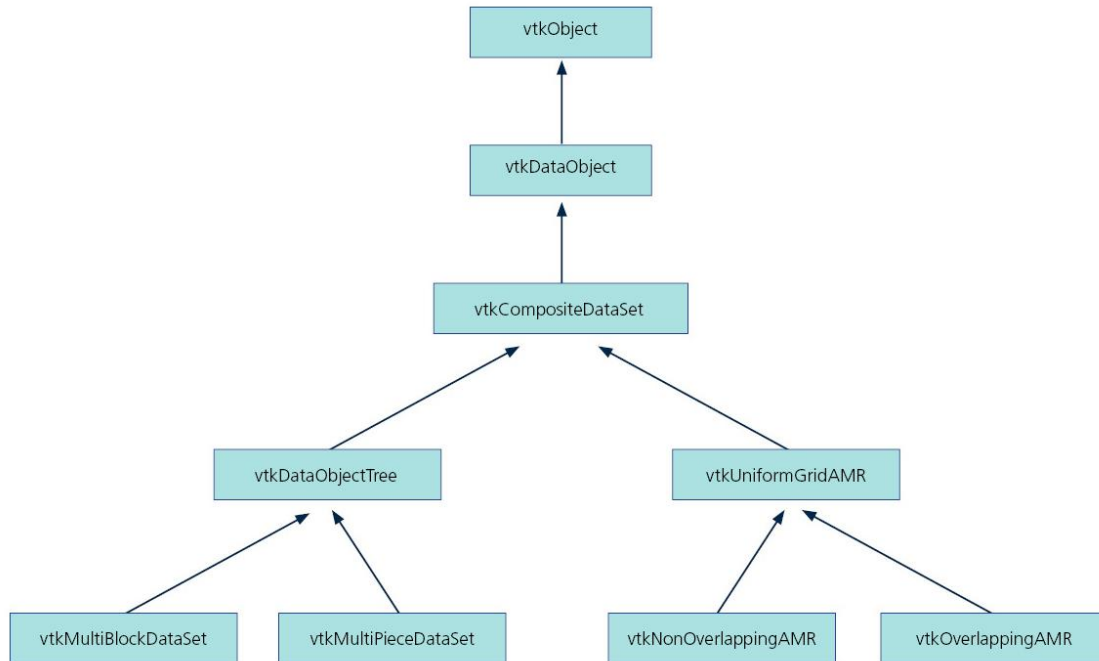 vtkObject
vtkDataObject
vtkCompositeDataSet
vtkDataObjectTree
vtkUniformGridAMR
vtkMultiBlockDataSet
vtkMultiPieceDataSet
vtkNonOverlappingAMR
vtkOverlappingAMR